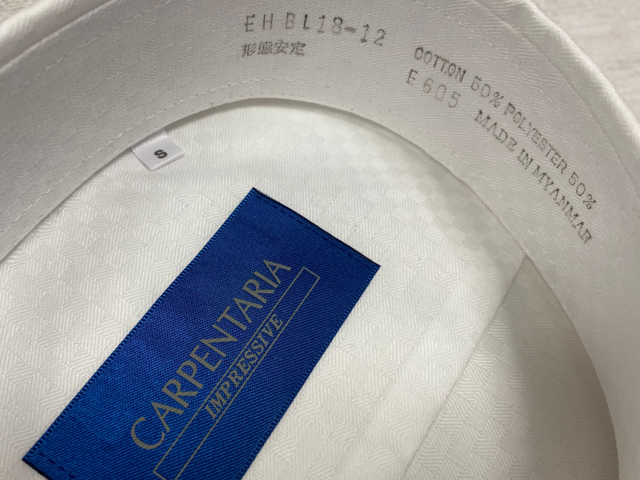 EHBL18-12
形態安定
COTTON 50% POLYESTER 50%
E605 MADE IN MYANMAR
S
CARPENTARIA
IMPRESSIVE